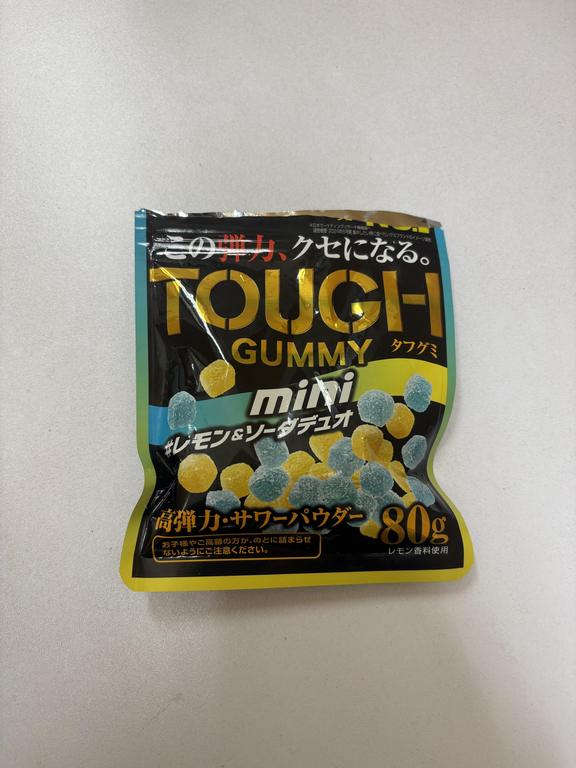 No.1
この弾力、クセになる。
TOUGH
GUMMY
タフグミ
mini
#レモン&ソーダデュオ
高弾力・サワーパウダー
80g
お子様やご高齢の方が、のどに詰まらせ
ないようにご注意ください。
レモン香料使用